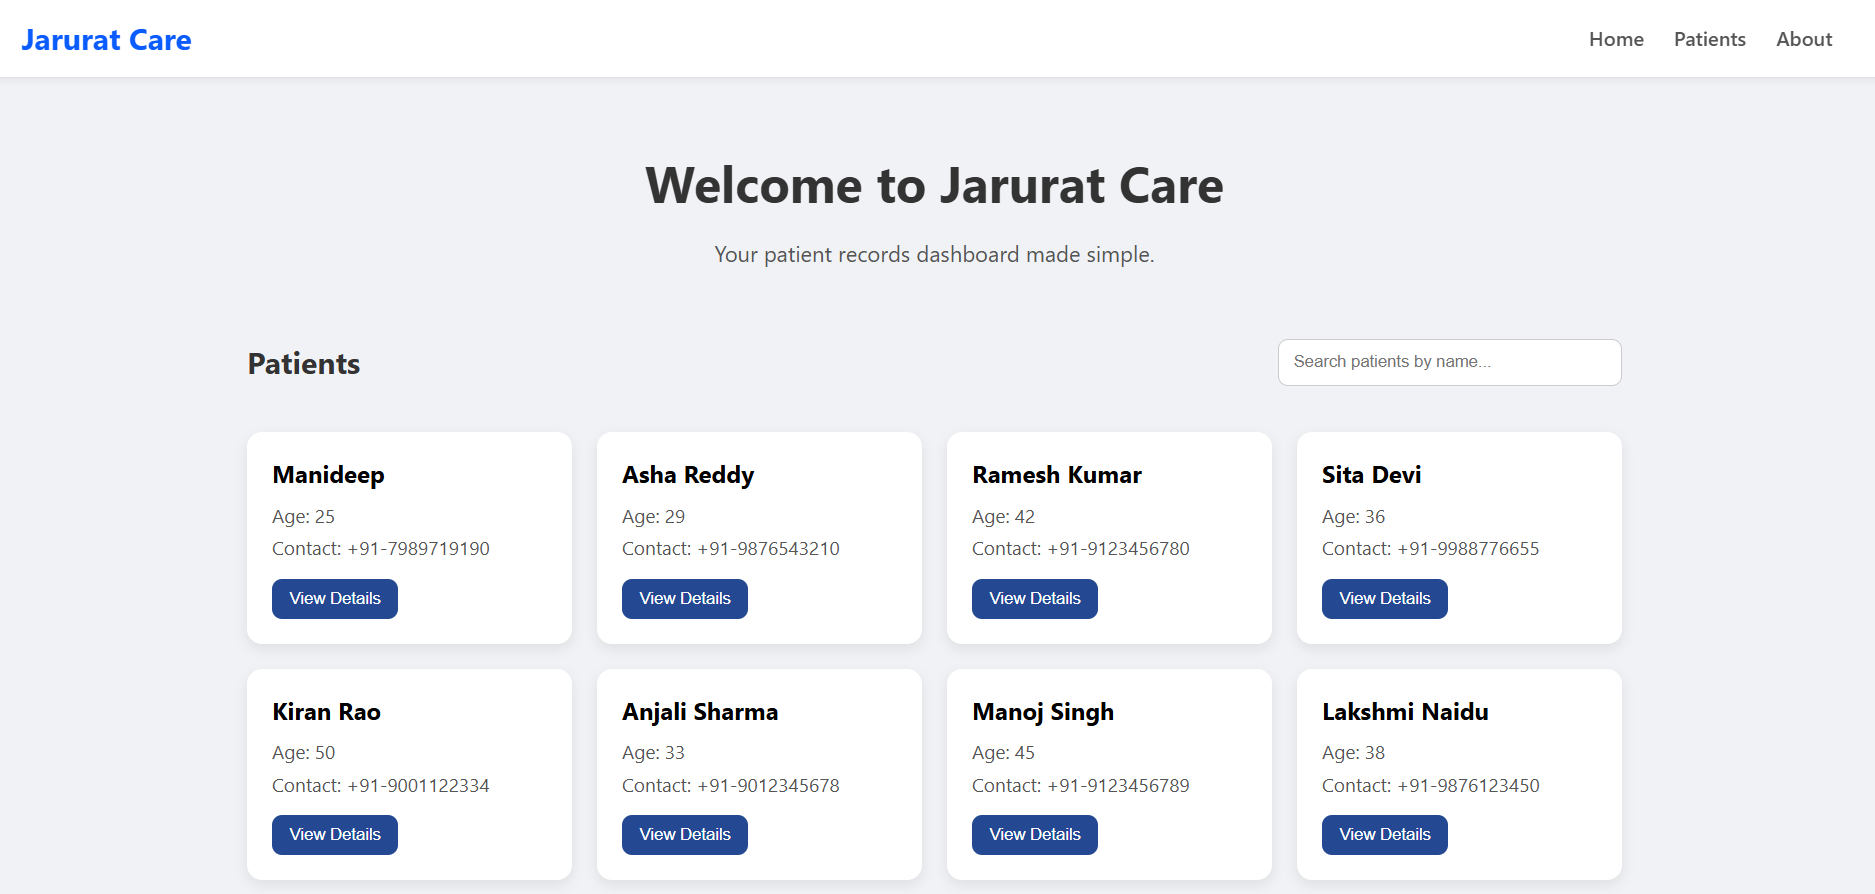 Jarurat Care
Home Patients About
Welcome to Jarurat Care
Your patient records dashboard made simple.
Patients
Search patients by name...
Manideep
Age: 25
Contact: +91-7989719190
View Details
Asha Reddy
Age: 29
Contact: +91-9876543210
View Details
Ramesh Kumar
Age: 42
Contact: +91-9123456780
View Details
Sita Devi
Age: 36
Contact: +91-9988776655
View Details
Kiran Rao
Age: 50
Contact: +91-9001122334
View Details
Anjali Sharma
Age: 33
Contact: +91-9012345678
View Details
Manoj Singh
Age: 45
Contact: +91-9123456789
View Details
Lakshmi Naidu
Age: 38
Contact: +91-9876123450
View Details